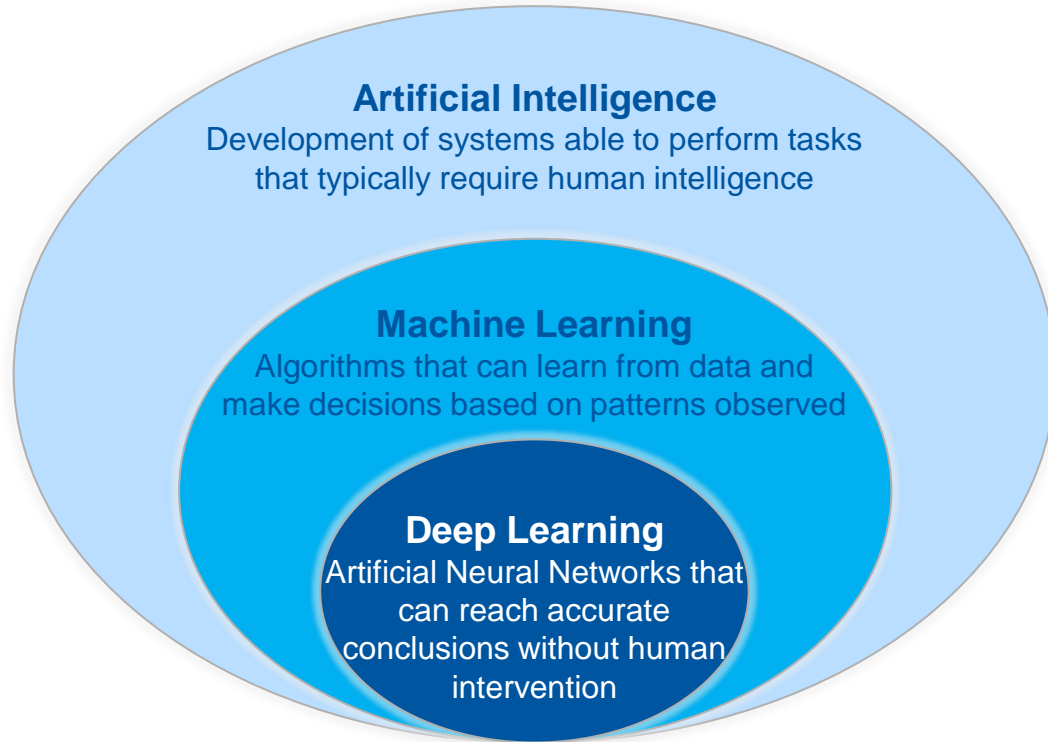 Artificial Intelligence
Development of systems able to perform tasks
that typically require human intelligence
Machine Learning
Algorithms that can learn from data and
make decisions based on patterns observed
Deep Learning
Artificial Neural Networks that
can reach accurate
conclusions without human
intervention